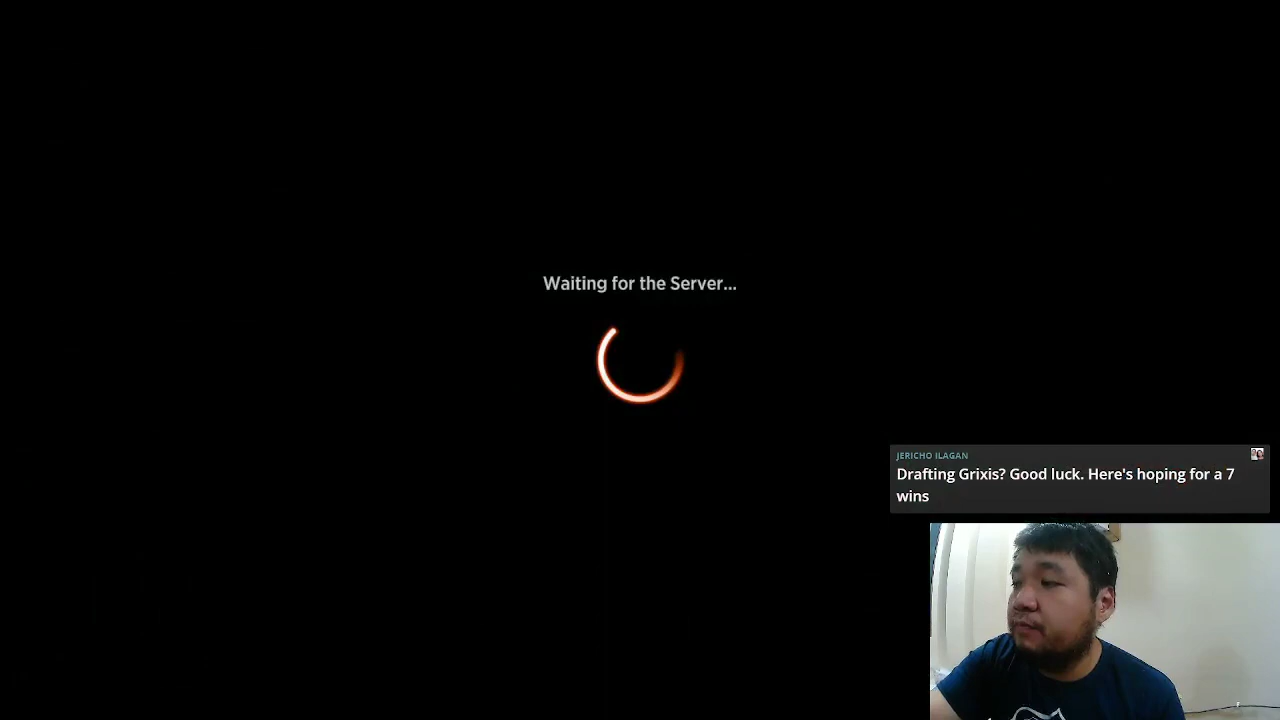 Waiting for the Server...
JERICHO ILAGAN
Drafting Grixis? Good luck. Here's hoping for a 7
wins